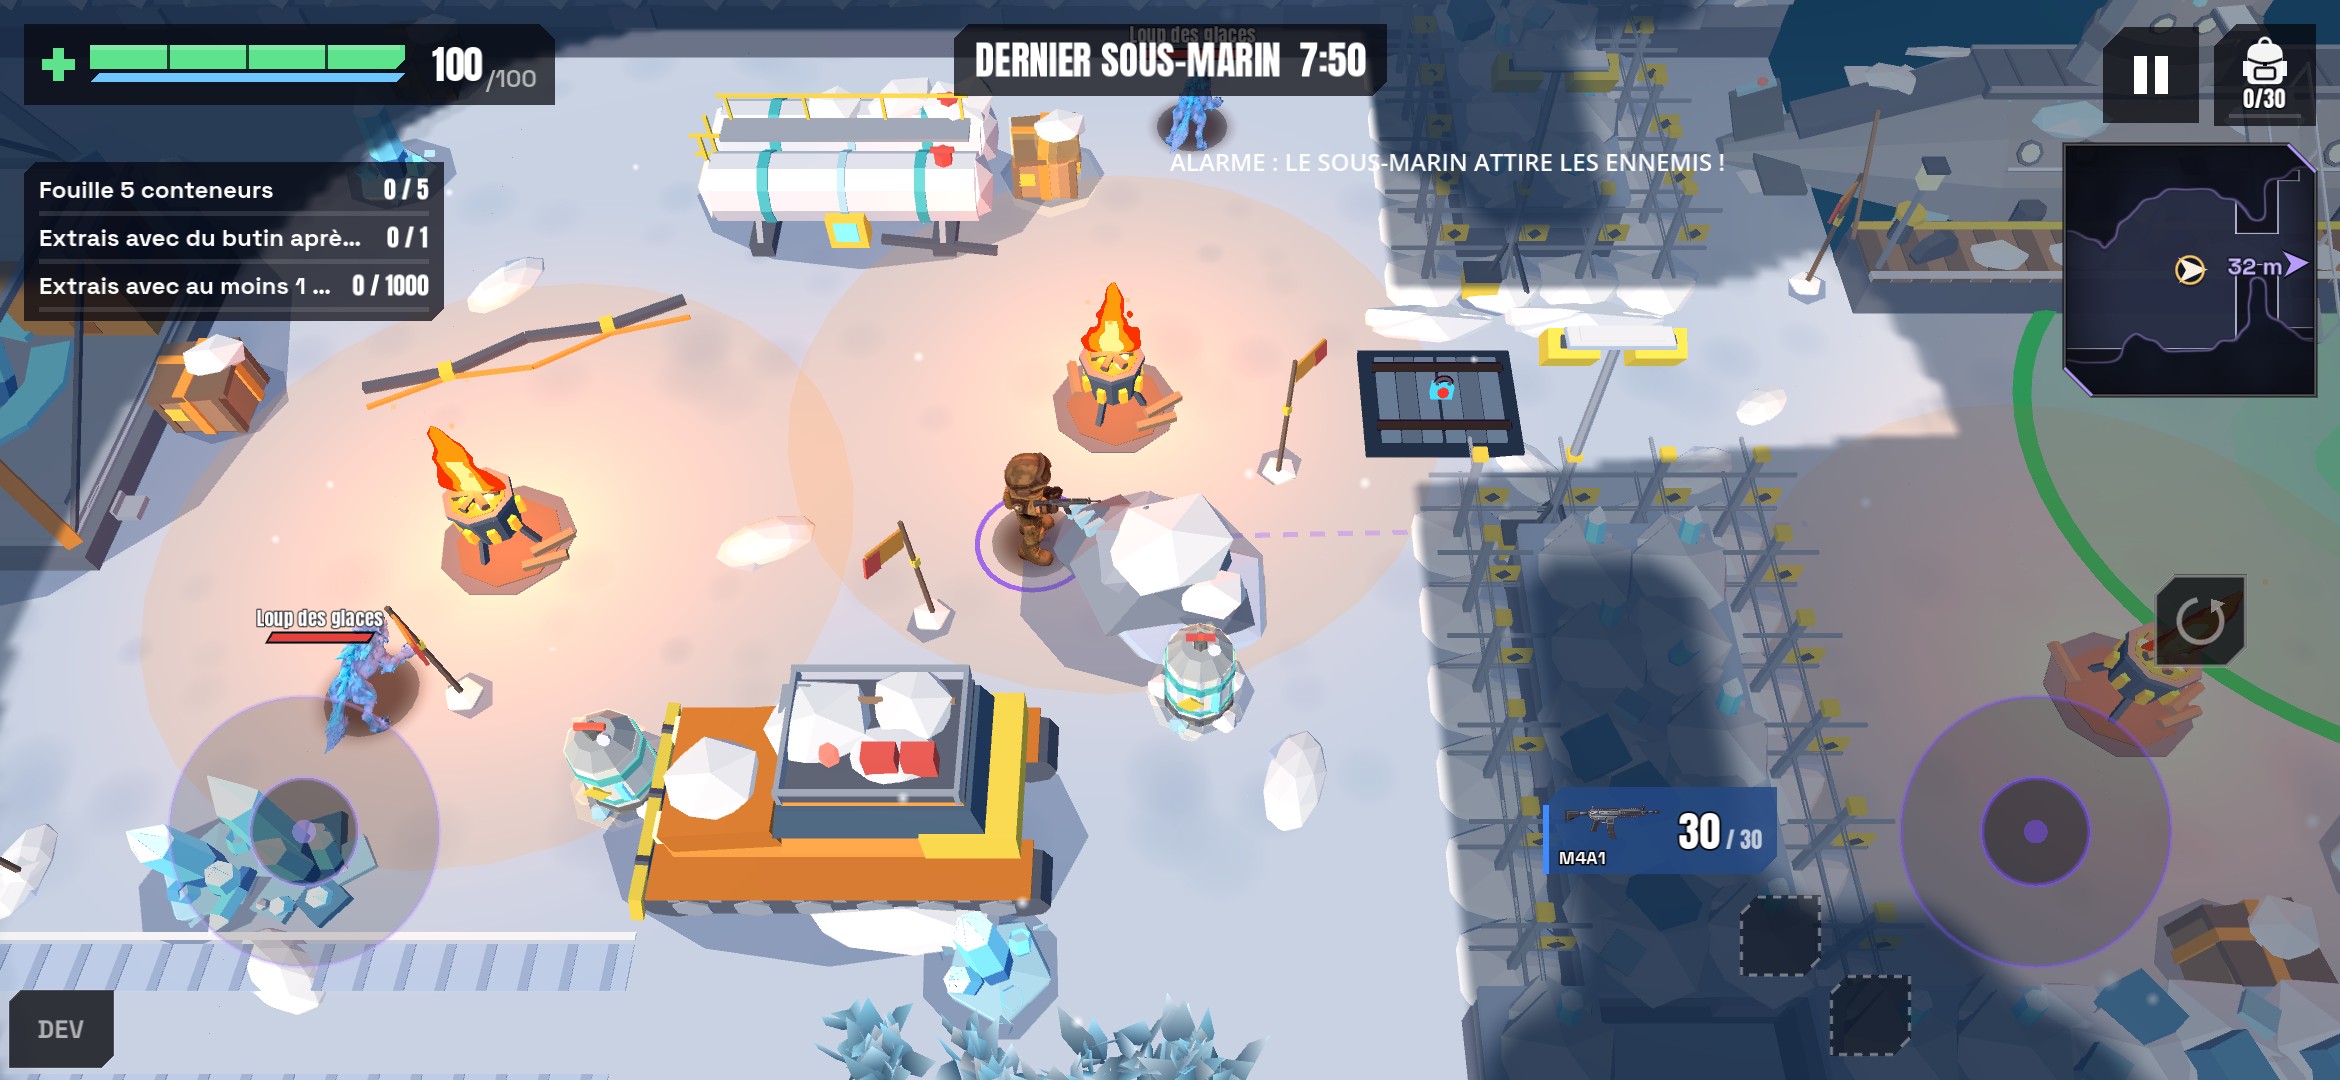 100 /100
Loup des glaces
DERNIER SOUS-MARIN 7:50
0/30
ALARME : LE SOUS-MARIN ATTIRE LES ENNEMIS !
Fouille 5 conteneurs 0 / 5
Extrais avec du butin aprè... 0 / 1
Extrais avec au moins 1 ... 0 / 1000
32 m
Loup des glaces
30 / 30
M4A1
DEV